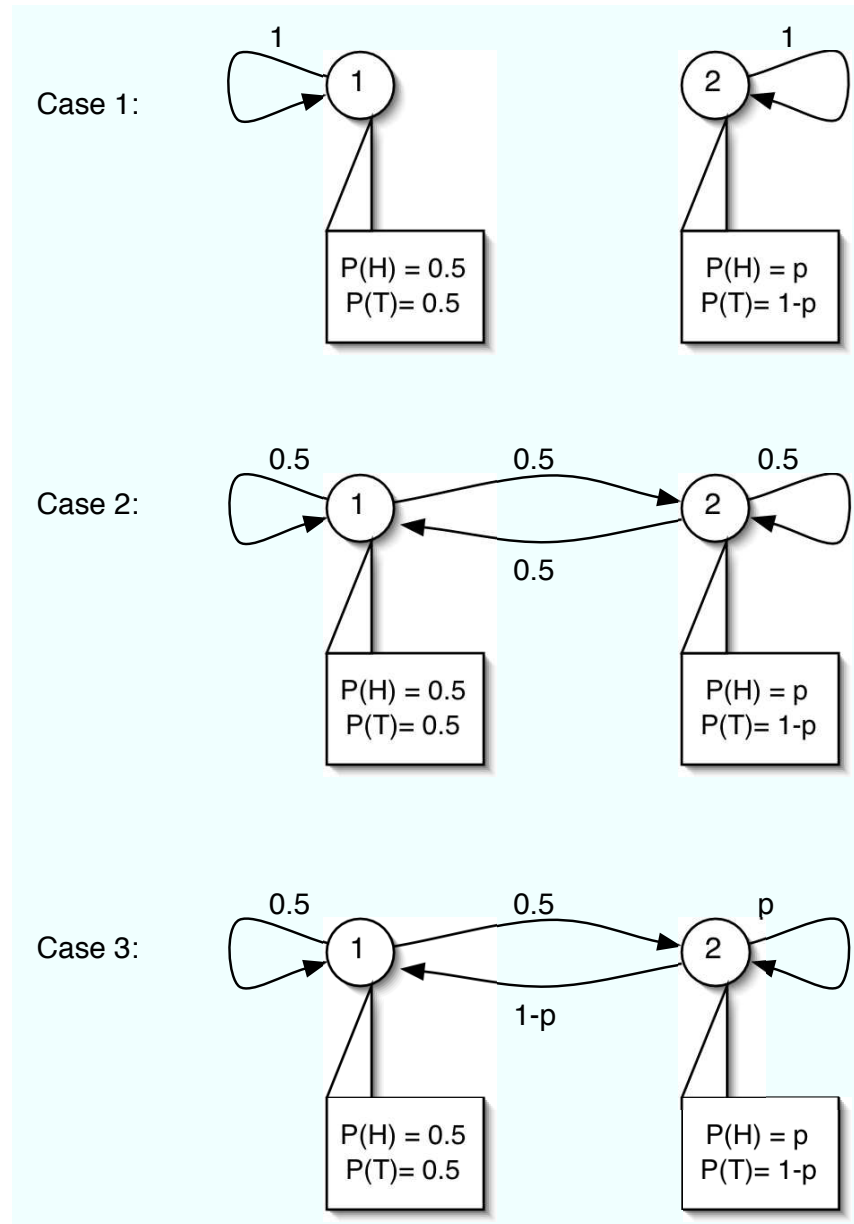 1
1
Case 1:
1
2
P(H) = 0.5
P(T)= 0.5
P(H) = p
P(T)= 1-p
0.5
0.5
0.5
Case 2:
1
2
0.5
P(H) = 0.5
P(T)= 0.5
P(H) = p
P(T)= 1-p
0.5
0.5
p
Case 3:
1
2
1-p
P(H) = 0.5
P(T)= 0.5
P(H) = p
P(T)= 1-p